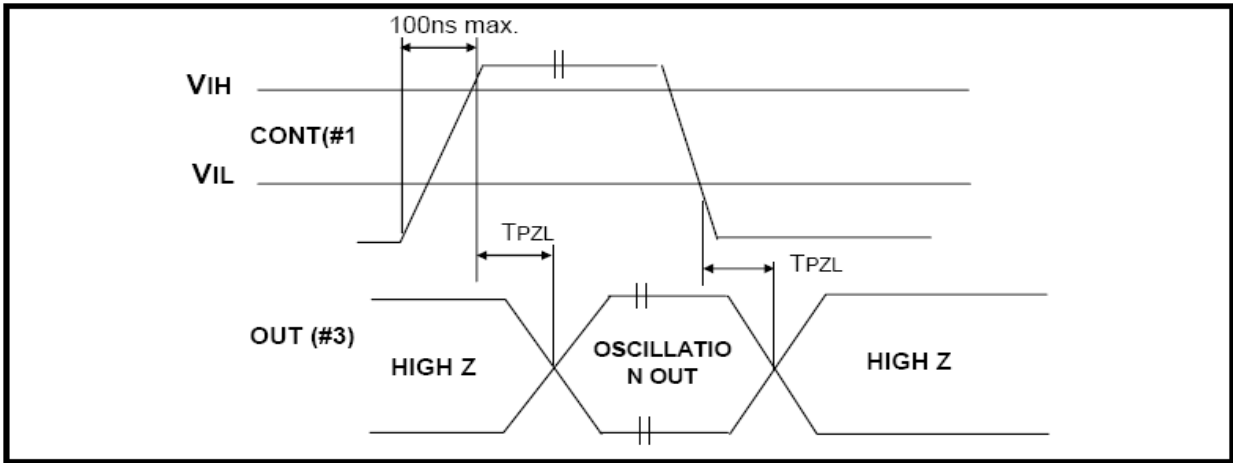 100ns max.
VIH
CONT(#1
VIL
TPZL
TPZL
OUT (#3)
HIGH Z
OSCILLATIO
N OUT
HIGH Z